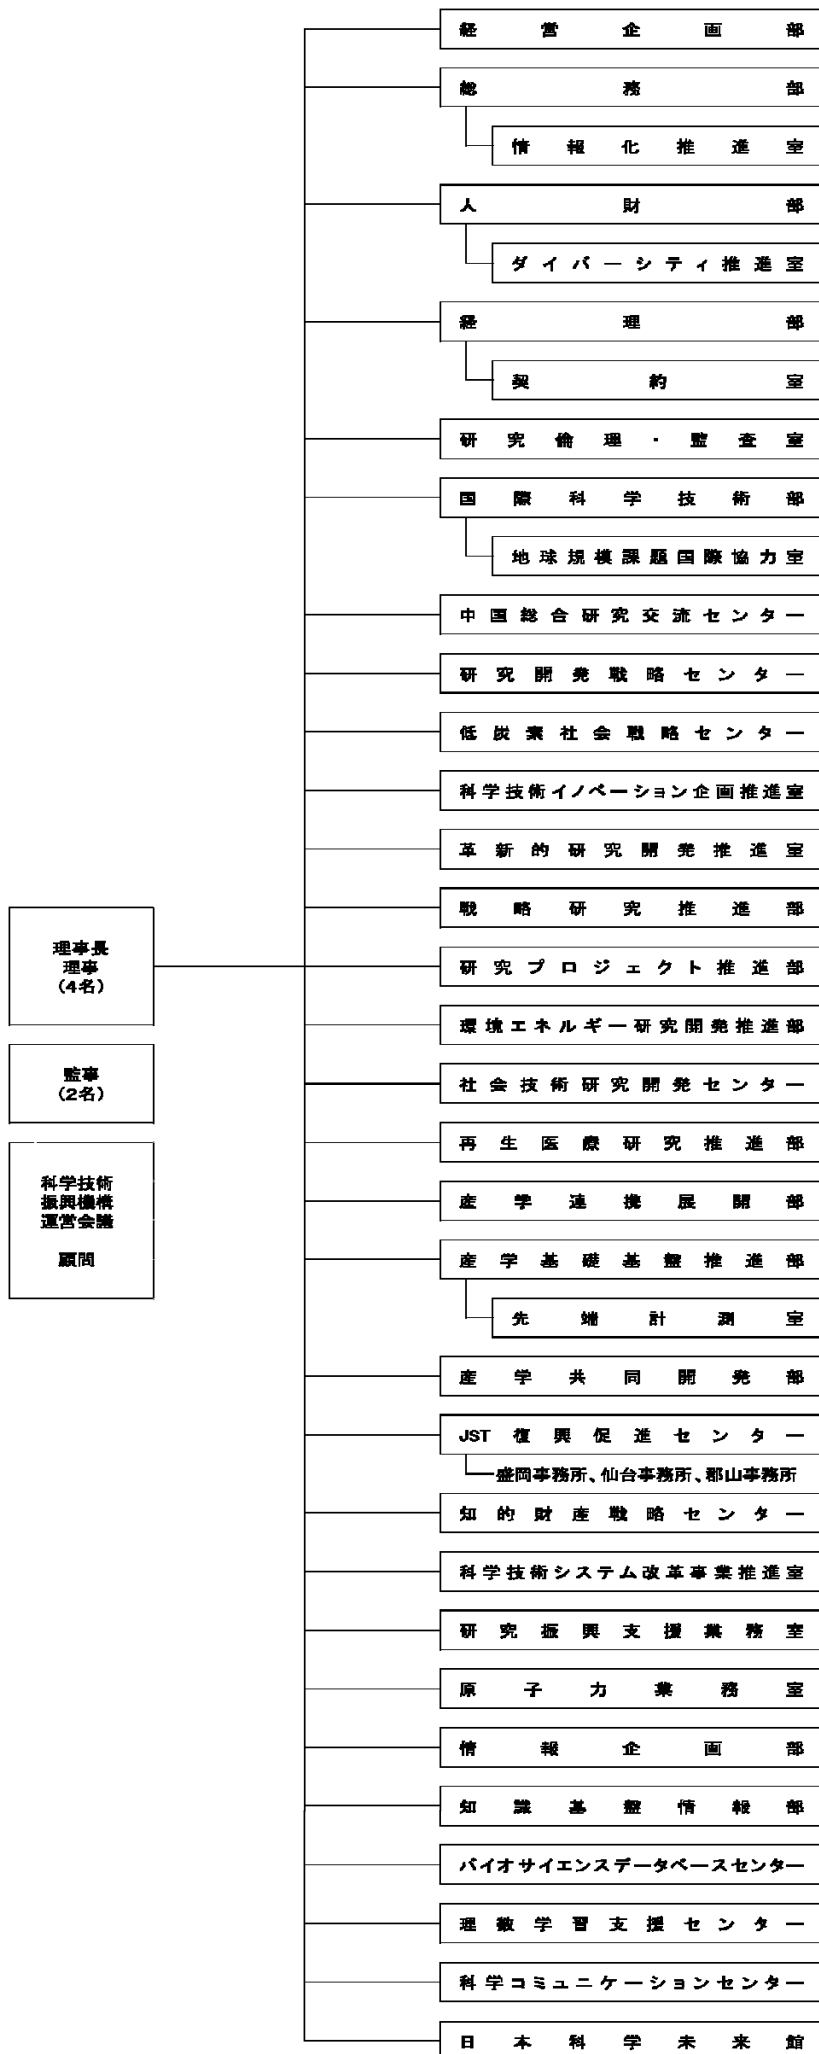 経営企画部
総務部
情報化推進室
人財部
ダイバーシティ推進室
経理部
契約室
研究倫理・監査室
国際科学技術部
地球規模課題国際協力室
中国総合研究交流センター
研究開発戦略センター
低炭素社会戦略センター
科学技術イノベーション企画推進室
革新的研究開発推進室
戦略研究推進部
研究プロジェクト推進部
環境エネルギー研究開発推進部
社会技術研究開発センター
再生医療研究推進部
産学連携展開部
産学基礎基盤推進部
先端計測室
産学共同開発部
JST復興促進センター
盛岡事務所、仙台事務所、郡山事務所
知的財産戦略センター
科学技術システム改革事業推進室
研究振興支援業務室
原子力業務室
情報企画部
知識基盤情報部
バイオサイエンスデータベースセンター
理数学習支援センター
科学コミュニケーションセンター
日本科学未来館
理事長
理事
(4名)
監事
(2名)
科学技術
振興機構
運営会議
顧問